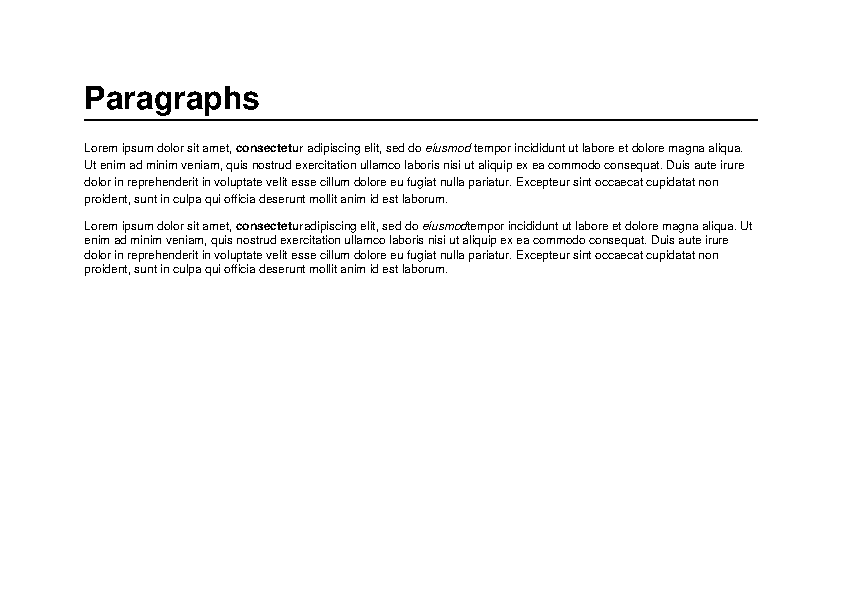 Paragraphs
Lorem ipsum dolor sit amet, consectetur adipiscing elit, sed do eiusmod tempor incididunt ut labore et dolore magna aliqua.
Ut enim ad minim veniam, quis nostrud exercitation ullamco laboris nisi ut aliquip ex ea commodo consequat. Duis aute irure
dolor in reprehenderit in voluptate velit esse cillum dolore eu fugiat nulla pariatur. Excepteur sint occaecat cupidatat non
proident, sunt in culpa qui officia deserunt mollit anim id est laborum.
Lorem ipsum dolor sit amet, consecteturadipiscing elit, sed do eiusmodtempor incididunt ut labore et dolore magna aliqua. Ut
enim ad minim veniam, quis nostrud exercitation ullamco laboris nisi ut aliquip ex ea commodo consequat. Duis aute irure
dolor in reprehenderit in voluptate velit esse cillum dolore eu fugiat nulla pariatur. Excepteur sint occaecat cupidatat non
proident, sunt in culpa qui officia deserunt mollit anim id est laborum.